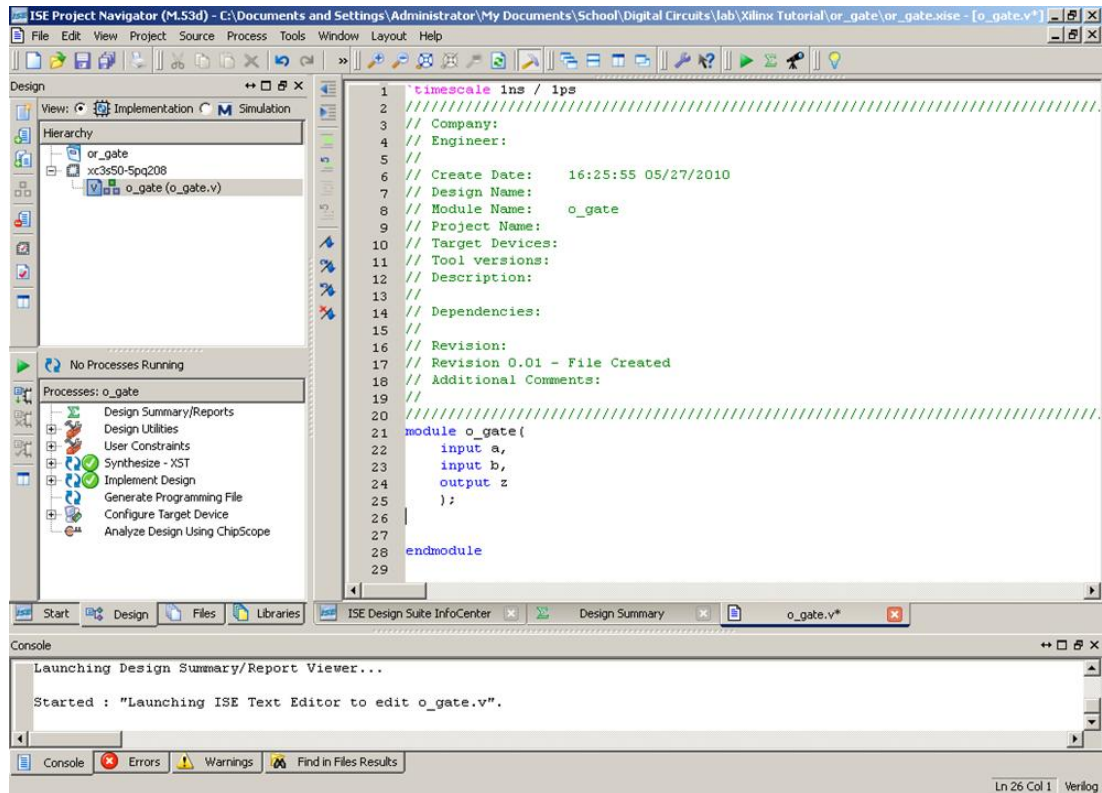 ISE Project Navigator (M.53d) - C:\Documents and Settings\Administrator\My Documents\School\Digital Circuits\lab\Xilinx Tutorial\or_gate\or_gate.xise - [o_gate.v*]
File Edit View Project Source Process Tools Window Layout Help
Design
View: Implementation Simulation
Hierarchy
or_gate
xc3s50-5pq208
o_gate (o_gate.v)
No Processes Running
Processes: o_gate
Design Summary/Reports
Design Utilities
User Constraints
Synthesize - XST
Implement Design
Generate Programming File
Configure Target Device
Analyze Design Using ChipScope
Start Design Files Libraries
1 `timescale 1ns / 1ps
2 //////////////////////////////////////////////////////////////////////////////////
3 // Company:
4 // Engineer:
5 //
6 // Create Date:    16:25:55 05/27/2010
7 // Design Name:
8 // Module Name:    o_gate
9 // Project Name:
10 // Target Devices:
11 // Tool versions:
12 // Description:
13 //
14 // Dependencies:
15 //
16 // Revision:
17 // Revision 0.01 - File Created
18 // Additional Comments:
19 //
20 //////////////////////////////////////////////////////////////////////////////////
21 module o_gate(
22     input a,
23     input b,
24     output z
25     );
26
27
28 endmodule
29
ISE Design Suite InfoCenter Design Summary o_gate.v*
Console
Launching Design Summary/Report Viewer...
Started : "Launching ISE Text Editor to edit o_gate.v".
Console Errors Warnings Find in Files Results
Ln 26 Col 1 Verilog